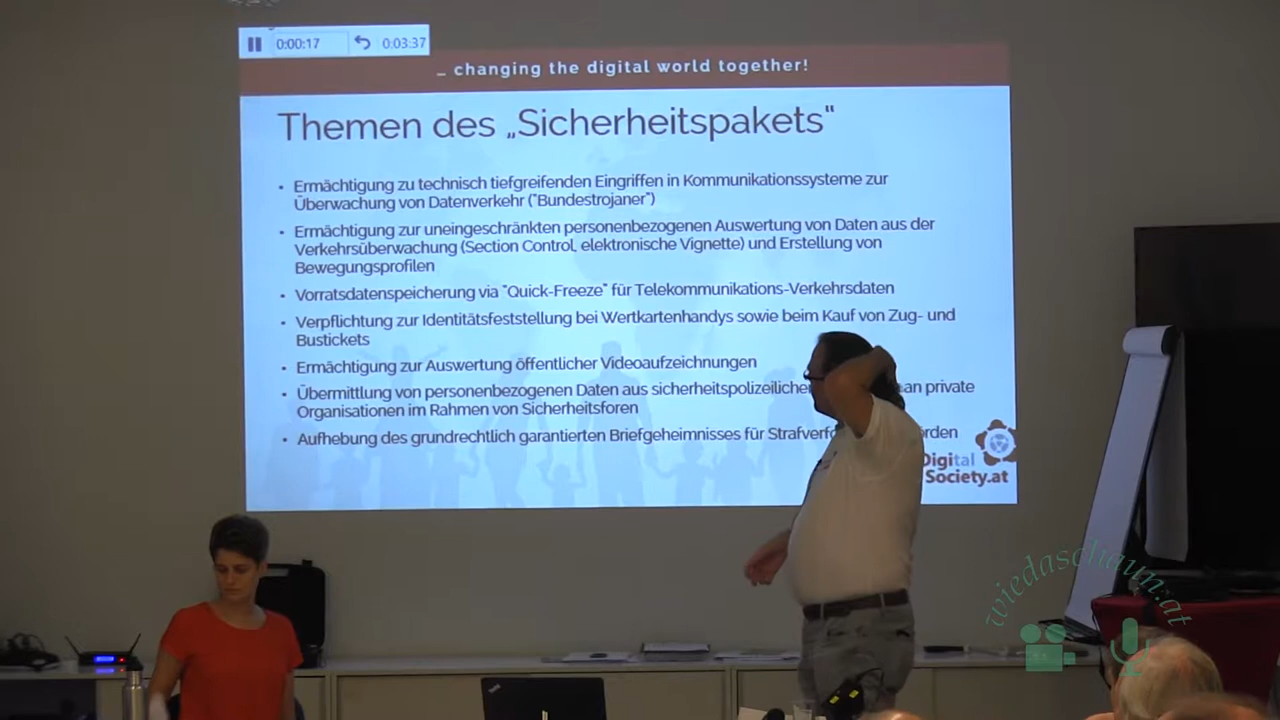 0:00:17 0:03:37
… changing the digital world together!
Themen des „Sicherheitspakets“
• Ermächtigung zu technisch tiefgreifenden Eingriffen in Kommunikationssysteme zur
Überwachung von Datenverkehr ("Bundestrojaner")
• Ermächtigung zur uneingeschränkten personenbezogenen Auswertung von Daten aus der
Verkehrsüberwachung (Section Control, elektronische Vignette) und Erstellung von
Bewegungsprofilen
• Vorratsdatenspeicherung via "Quick-Freeze" für Telekommunikations-Verkehrsdaten
• Verpflichtung zur Identitätsfeststellung bei Wertkartenhandys sowie beim Kauf von Zug- und
Bustickets
• Ermächtigung zur Auswertung öffentlicher Videoaufzeichnungen
• Übermittlung von personenbezogenen Daten aus sicherheitspolizeilichen an private
Organisationen im Rahmen von Sicherheitsforen
• Aufhebung des grundrechtlich garantierten Briefgeheimnisses für
Digital
Society.at
wiedaschaun.at